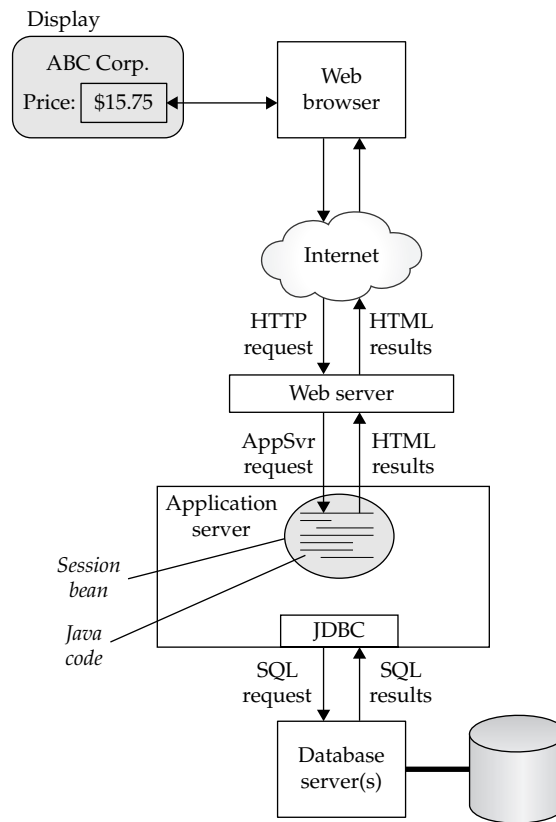 Display
ABC Corp.
Price: $15.75
Web
browser
Internet
HTTP
request
HTML
results
Web server
AppSvr
request
HTML
results
Application
server
Session
bean
Java
code
JDBC
SQL
request
SQL
results
Database
server(s)